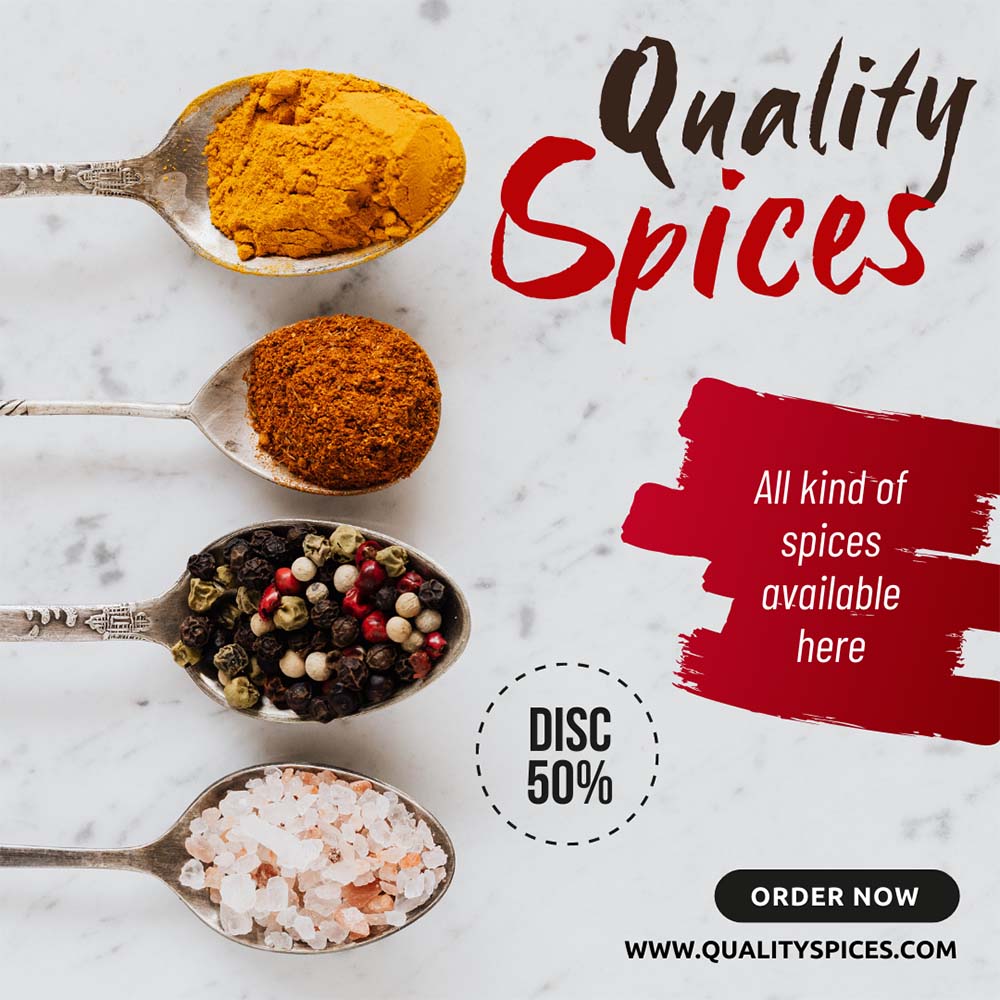 Quality
Spices
All kind of
spices
available
here
DISC
50%
ORDER NOW
WWW.QUALITYSPICES.COM